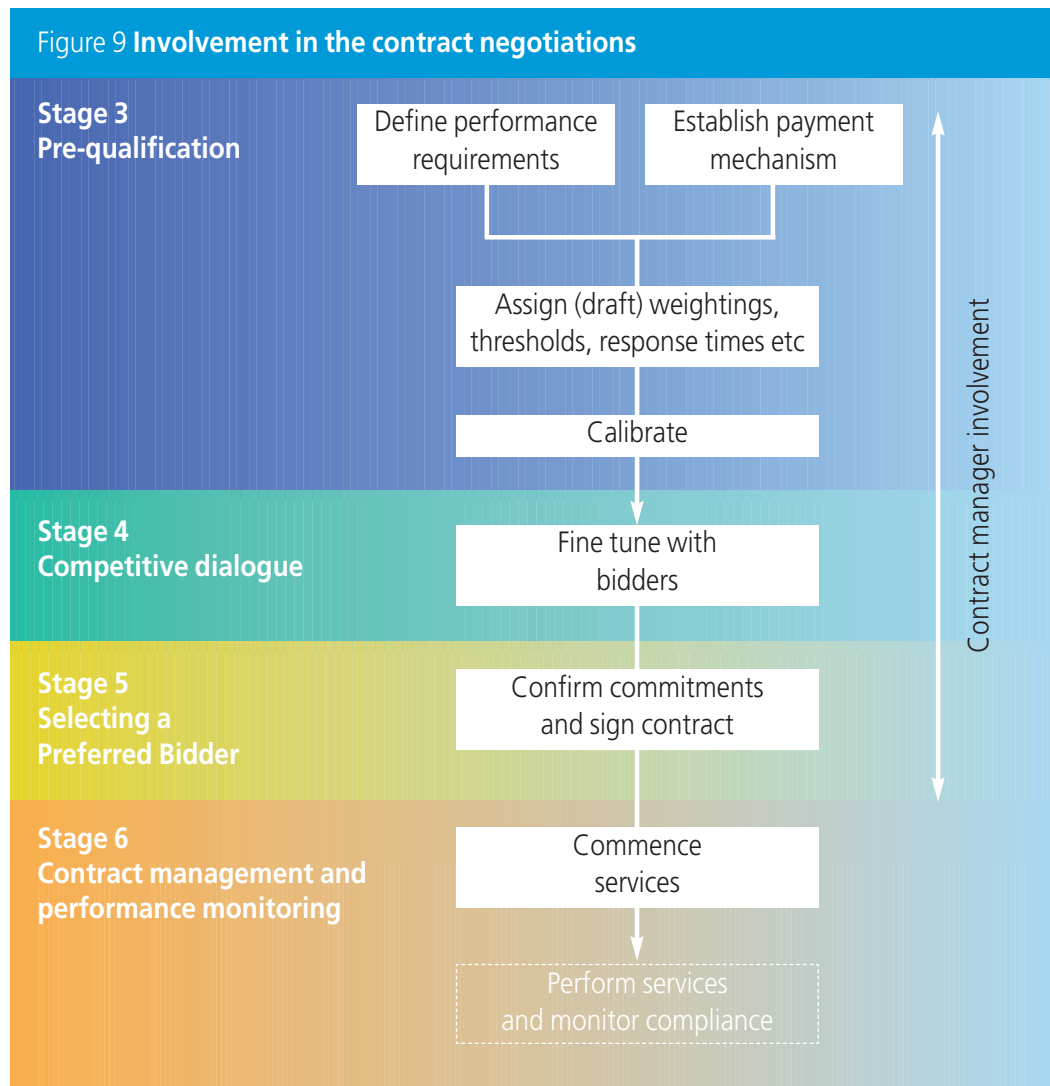 Figure 9 Involvement in the contract negotiations
Stage 3
Pre-qualification
Define performance
requirements
Establish payment
mechanism
Assign (draft) weightings,
thresholds, response times etc
Calibrate
Contract manager involvement
Stage 4
Competitive dialogue
Fine tune with
bidders
Stage 5
Selecting a
Preferred Bidder
Confirm commitments
and sign contract
Stage 6
Contract management and
performance monitoring
Commence
services
Perform services
and monitor compliance